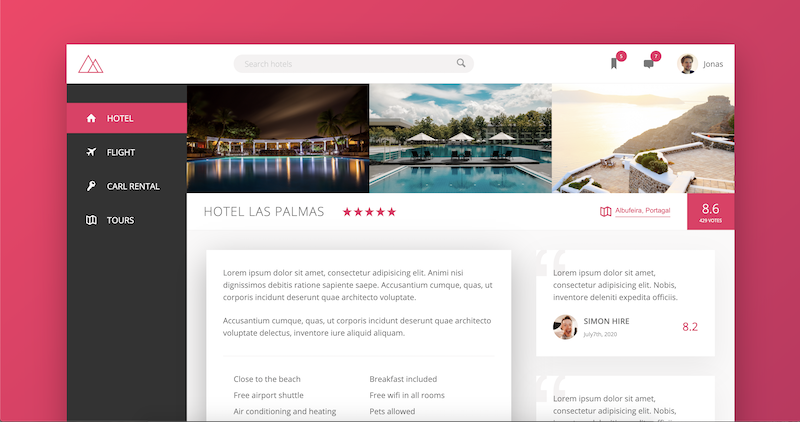 Search hotels
5
7
Jonas
HOTEL
FLIGHT
CARL RENTAL
TOURS
HOTEL LAS PALMAS
Albufeira, Portagal
8.6
429 VOTES
Lorem ipsum dolor sit amet, consectetur adipisicing elit. Animi nisi
dignissimos debitis ratione sapiente saepe. Accusantium cumque, quas, ut
corporis incidunt deserunt quae architecto voluptate.
Accusantium cumque, quas, ut corporis incidunt deserunt quae architecto
voluptate delectus, inventore iure aliquid aliquam.
Close to the beach
Breakfast included
Free airport shuttle
Free wifi in all rooms
Air conditioning and heating
Pets allowed
Lorem ipsum dolor sit amet,
consectetur adipisicing elit. Nobis,
inventore deleniti expedita officiis.
SIMON HIRE
July7th, 2020
8.2
Lorem ipsum dolor sit amet,
consectetur adipisicing elit. Nobis,